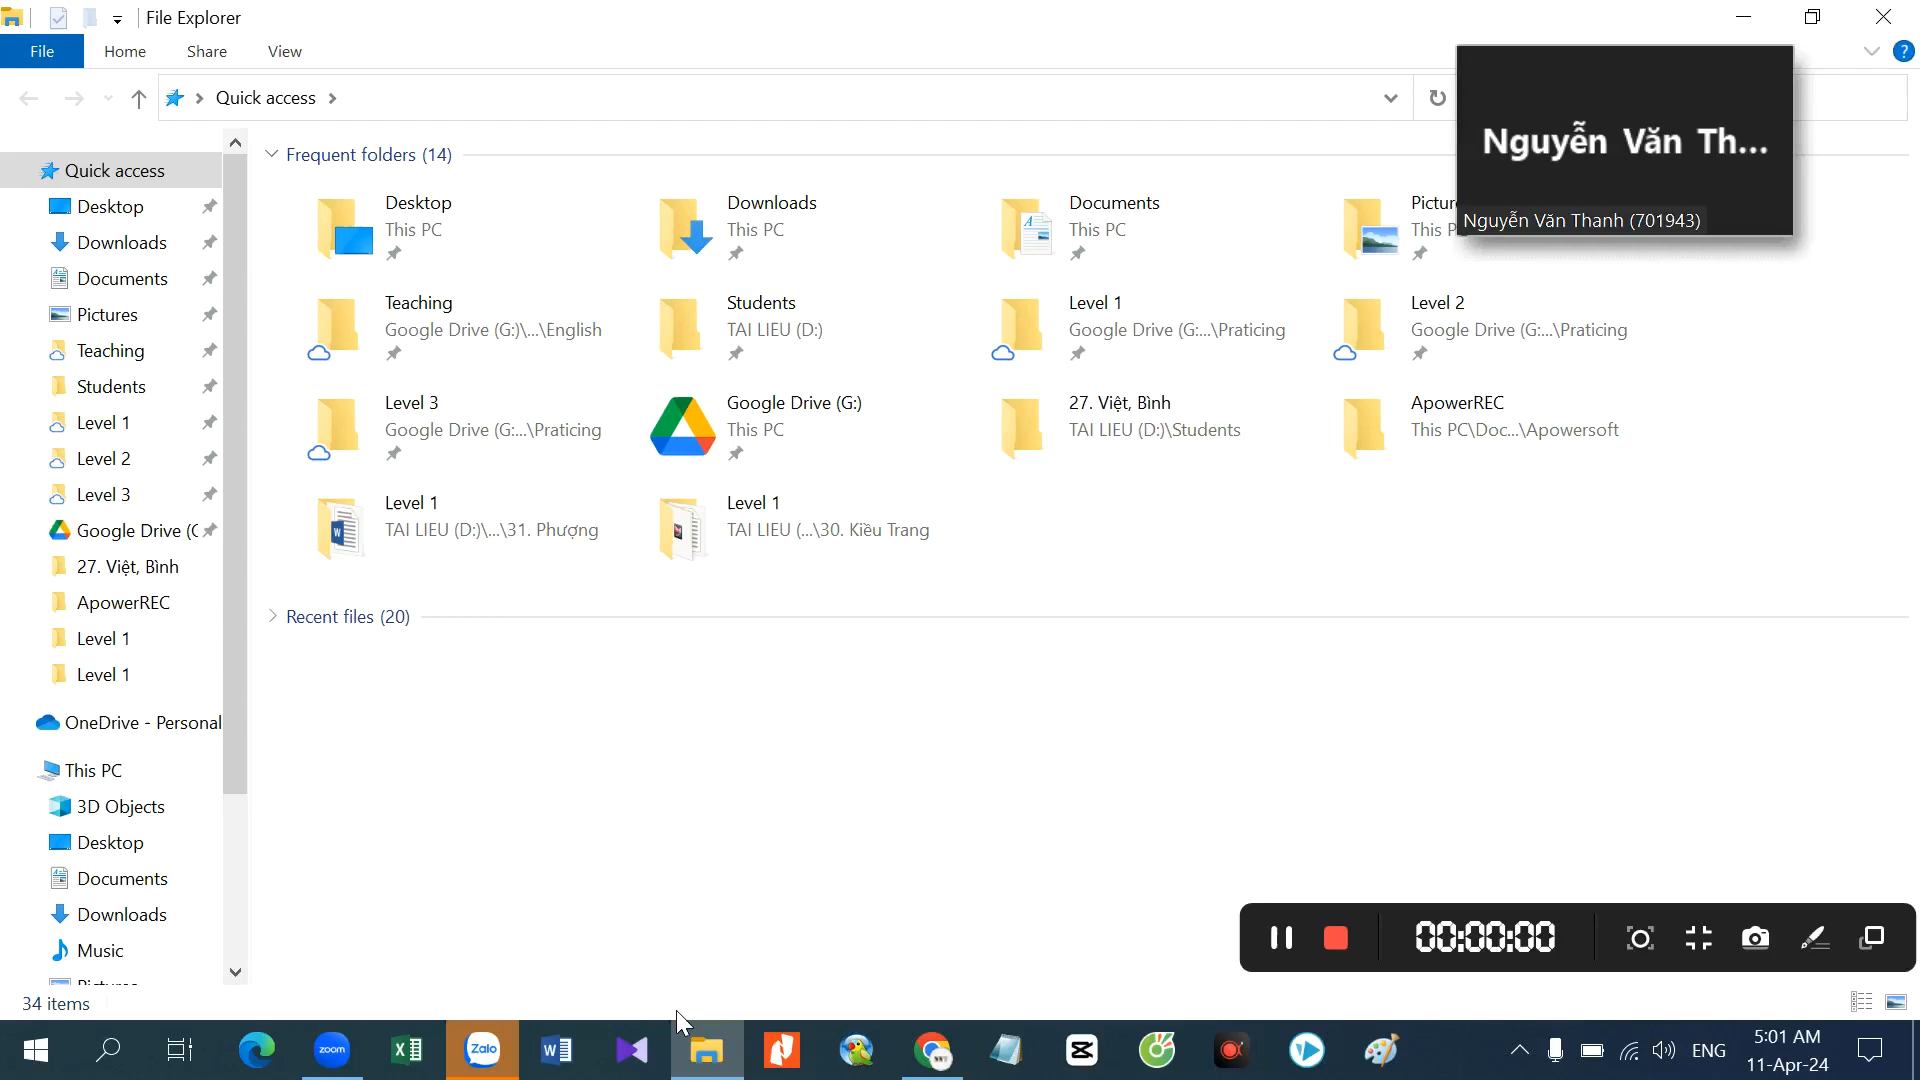 File Explorer
File Home Share View
Quick access
Nguyễn Văn Th...
Nguyễn Văn Thanh (701943)
Quick access
Desktop
Downloads
Documents
Pictures
Teaching
Students
Level 1
Level 2
Level 3
Google Drive (
27. Việt, Bình
ApowerREC
Level 1
Level 1
OneDrive - Personal
This PC
3D Objects
Desktop
Documents
Downloads
Music
Frequent folders (14)
Desktop
This PC
Downloads
This PC
Documents
This PC
Teaching
Google Drive (G:)\...\English
Students
TAI LIEU (D:)
Level 1
Google Drive (G:...\Praticing
Level 2
Google Drive (G:...\Praticing
Level 3
Google Drive (G:...\Praticing
Google Drive (G:)
This PC
27. Việt, Bình
TAI LIEU (D:)\Students
ApowerREC
This PC\Doc...\Apowersoft
Level 1
TAI LIEU (D:)\...\31. Phượng
Level 1
TAI LIEU (...\30. Kiều Trang
Recent files (20)
00:00:00
34 items
zoom
Zalo
ENG
5:01 AM
11-Apr-24